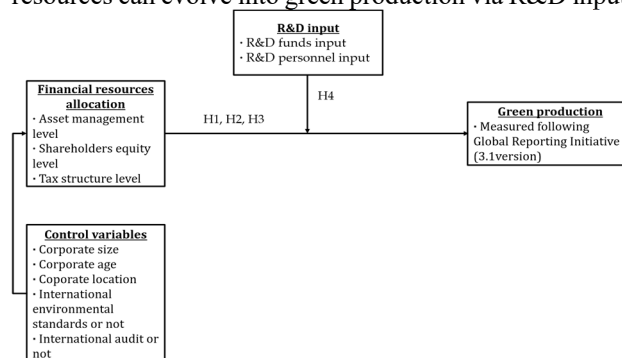 resources can evolve into green production via R&D input
R&D input
· R&D funds input
· R&D personnel input
H4
Financial resources
allocation
· Asset management
level
· Shareholders equity
level
· Tax structure level
H1, H2, H3
Green production
· Measured following
Global Reporting Initiative
(3.1version)
Control variables
· Corporate size
· Corporate age
· Coporate location
· International
environmental
standards or not
· International audit or
not